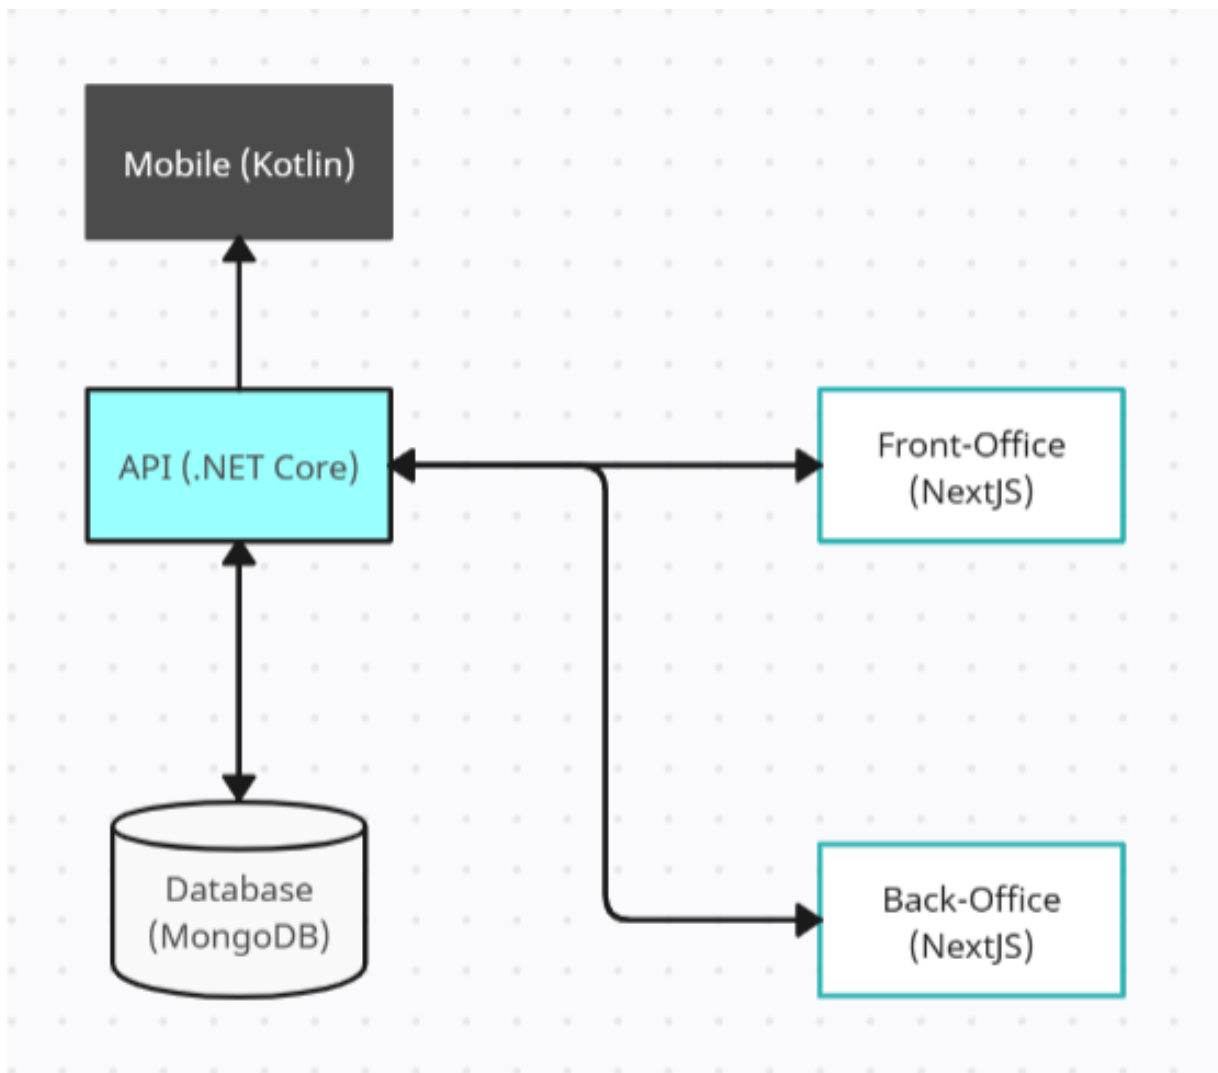 Mobile (Kotlin)
API (.NET Core)
Front-Office
(NextJS)
Database
(MongoDB)
Back-Office
(NextJS)